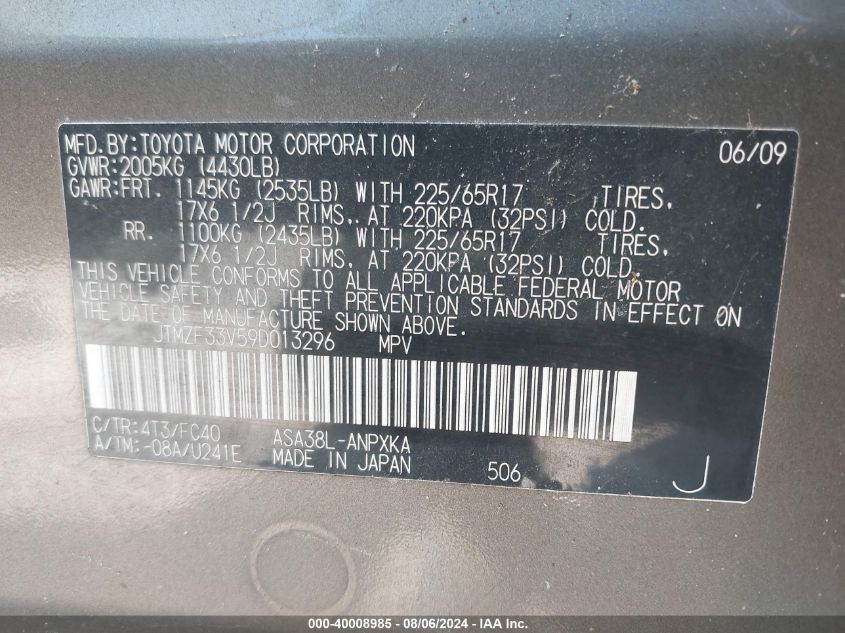 MFD.BY:TOYOTA MOTOR CORPORATION 06/09
GVWR:2005KG (4430LB)
GAWR:FRT. 1145KG (2535LB) WITH 225/65R17 TIRES,
17X6 1/2J RIMS, AT 220KPA (32PSI) COLD.
RR. 1100KG (2435LB) WITH 225/65R17 TIRES,
17X6 1/2J RIMS, AT 220KPA (32PSI) COLD.
THIS VEHICLE CONFORMS TO ALL APPLICABLE FEDERAL MOTOR
VEHICLE SAFETY AND THEFT PREVENTION STANDARDS IN EFFECT ON
THE DATE OF MANUFACTURE SHOWN ABOVE.
JTMZF33V59D013296 MPV
C/TR:4T3/FC40 ASA38L-ANPXKA
A/TM:-08A/U241E MADE IN JAPAN 506 J
000-40008985 - 08/06/2024 - IAA Inc.